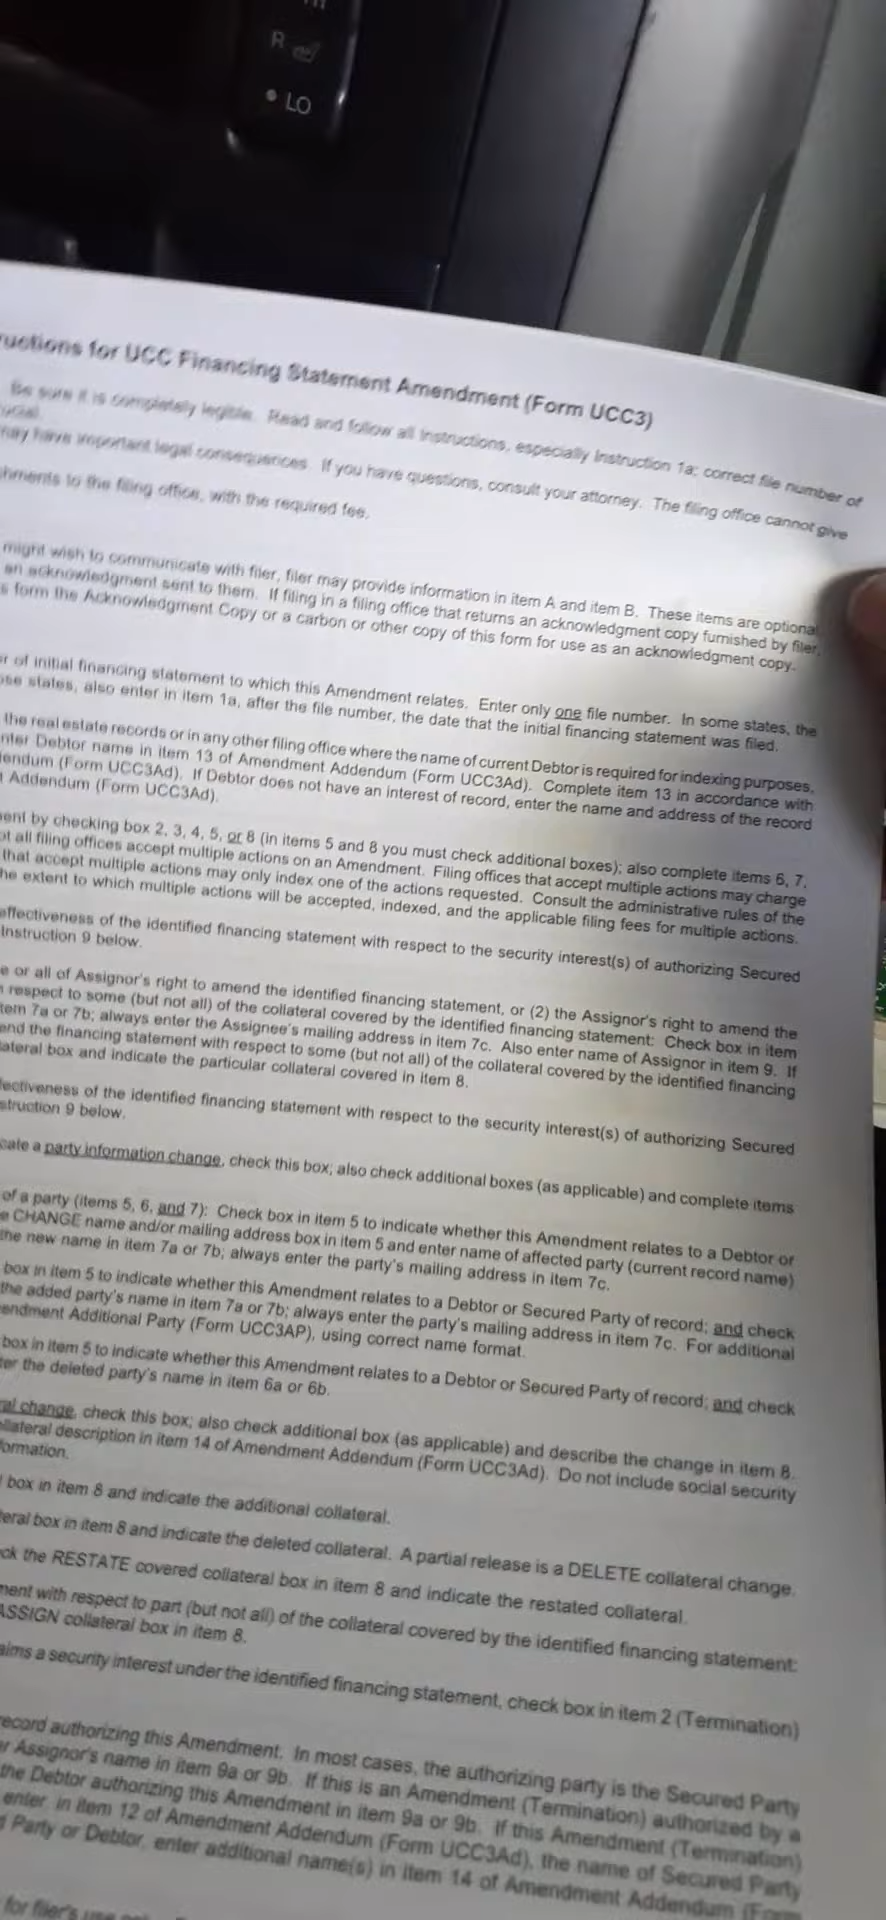 R
LO
ructions for UCC Financing Statement Amendment (Form UCC3)
Be sure it is completely legible. Read and follow all Instructions, especially Instruction 1a; correct file number of
may have important legal consequences. If you have questions, consult your attorney. The filing office cannot give
hments to the filing office, with the required fee.
might wish to communicate with filer, filer may provide information in item A and item B. These items are optional
an acknowledgment sent to them. If filing in a filing office that returns an acknowledgment copy furnished by filer,
s form the Acknowledgment Copy or a carbon or other copy of this form for use as an acknowledgment copy.
er of initial financing statement to which this Amendment relates. Enter only one file number. In some states, the
ose states, also enter in item 1a, after the file number, the date that the initial financing statement was filed.
the real estate records or in any other filing office where the name of current Debtor is required for indexing purposes,
nter Debtor name in item 13 of Amendment Addendum (Form UCC3Ad). Complete item 13 in accordance with
endum (Form UCC3Ad). If Debtor does not have an interest of record, enter the name and address of the record
t Addendum (Form UCC3Ad).
ment by checking box 2, 3, 4, 5, or 8 (in items 5 and 8 you must check additional boxes); also complete items 6, 7,
ot all filing offices accept multiple actions on an Amendment. Filing offices that accept multiple actions may charge
that accept multiple actions may only index one of the actions requested. Consult the administrative rules of the
he extent to which multiple actions will be accepted, indexed, and the applicable filing fees for multiple actions.
effectiveness of the identified financing statement with respect to the security interest(s) of authorizing Secured
Instruction 9 below.
e or all of Assignor's right to amend the identified financing statement, or (2) the Assignor's right to amend the
respect to some (but not all) of the collateral covered by the identified financing statement: Check box in item
tem 7a or 7b; always enter the Assignee's mailing address in item 7c. Also enter name of Assignor in item 9. If
end the financing statement with respect to some (but not all) of the collateral covered by the identified financing
lateral box and indicate the particular collateral covered in item 8.
fectiveness of the identified financing statement with respect to the security interest(s) of authorizing Secured
struction 9 below.
cate a party information change, check this box; also check additional boxes (as applicable) and complete items
of a party (items 5, 6, and 7): Check box in item 5 to indicate whether this Amendment relates to a Debtor or
e CHANGE name and/or mailing address box in item 5 and enter name of affected party (current record name)
the new name in item 7a or 7b; always enter the party's mailing address in item 7c.
box in item 5 to indicate whether this Amendment relates to a Debtor or Secured Party of record; and check
the added party's name in item 7a or 7b; always enter the party's mailing address in item 7c. For additional
endment Additional Party (Form UCC3AP), using correct name format.
box in item 5 to indicate whether this Amendment relates to a Debtor or Secured Party of record; and check
ter the deleted party's name in item 6a or 6b.
ral change, check this box; also check additional box (as applicable) and describe the change in item 8.
ollateral description in item 14 of Amendment Addendum (Form UCC3Ad). Do not include social security
formation.
box in item 8 and indicate the additional collateral.
teral box in item 8 and indicate the deleted collateral. A partial release is a DELETE collateral change.
ck the RESTATE covered collateral box in item 8 and indicate the restated collateral.
ment with respect to part (but not all) of the collateral covered by the identified financing statement:
ASSIGN collateral box in item 8.
aims a security interest under the identified financing statement, check box in item 2 (Termination)
record authorizing this Amendment. In most cases, the authorizing party is the Secured Party
r Assignor's name in item 9a or 9b. If this is an Amendment (Termination) authorized by a
the Debtor authorizing this Amendment in item 9a or 9b. If this Amendment (Termination)
enter, in item 12 of Amendment Addendum (Form UCC3Ad), the name of Secured Party
d Party or Debtor, enter additional name(s) in item 14 of Amendment Addendum (Form
for filer's use